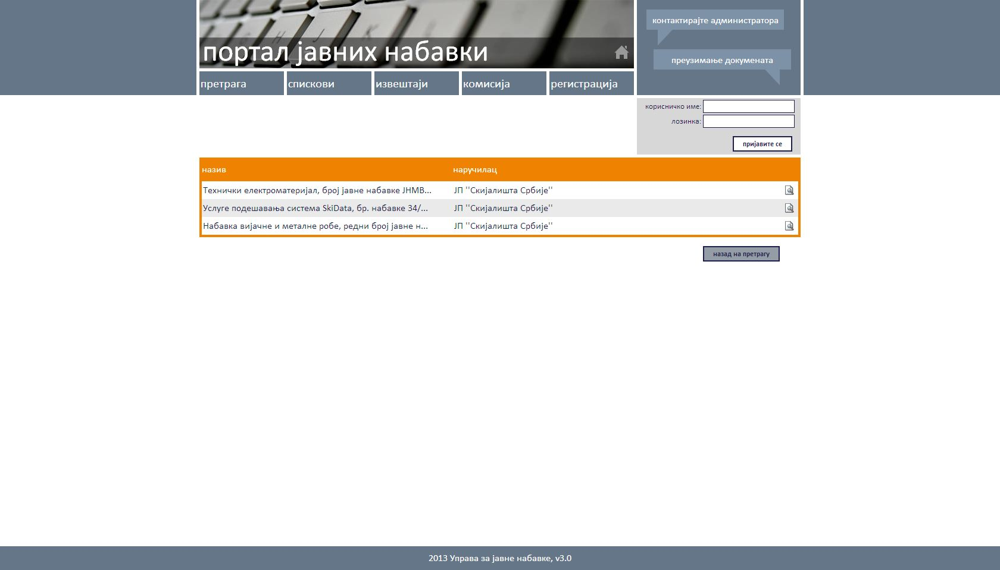 портал јавних набавки
контактирајте администратора
преузимање докумената
претрага
спискови
извештаји
комисија
регистрација
корисничко име:
лозинка:
пријавите се
назив наручилац
Технички електроматеријал, број јавне набавке ЈНМВ... ЈП ''Скијалишта Србије''
Услуге подешавања система SkiData, бр. набавке 34/... ЈП ''Скијалишта Србије''
Набавка вијачне и металне робе, редни број јавне н... ЈП ''Скијалишта Србије''
назад на претрагу
2013 Управа за јавне набавке, v3.0